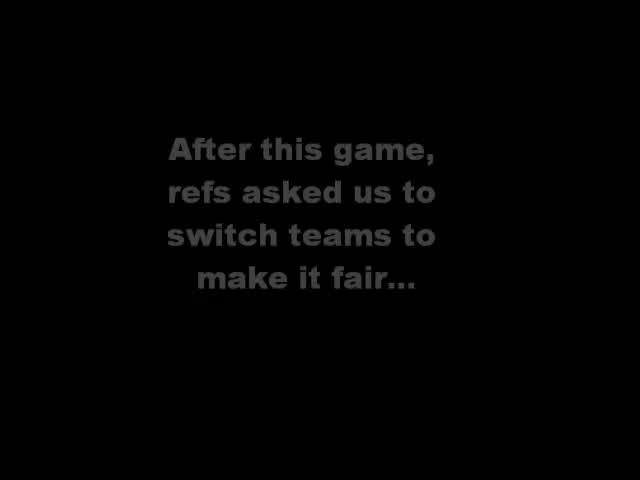 After this game,
refs asked us to
switch teams to
make it fair...